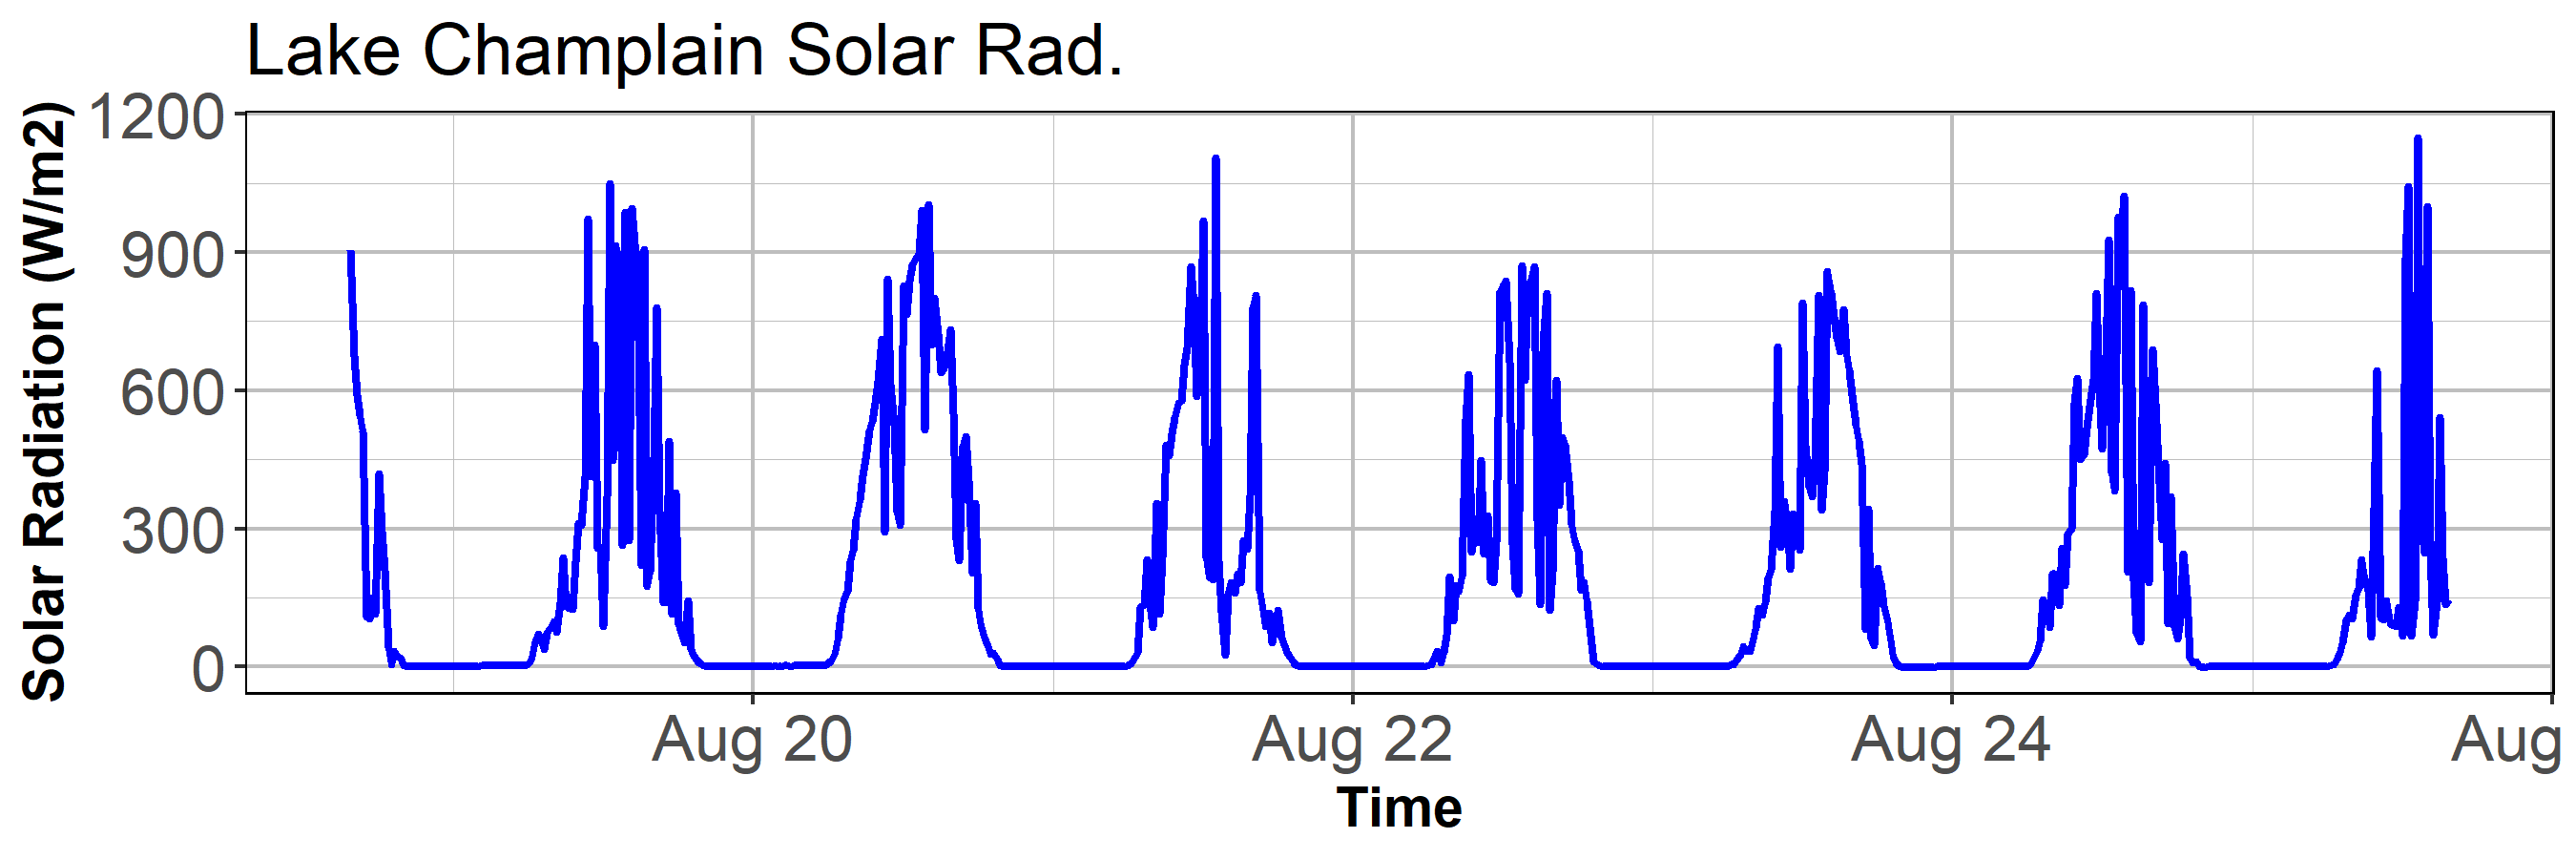 Lake Champlain Solar Rad.
Solar Radiation (W/m2)
1200
900
600
300
0
Aug 20 Aug 22 Aug 24 Aug
Time